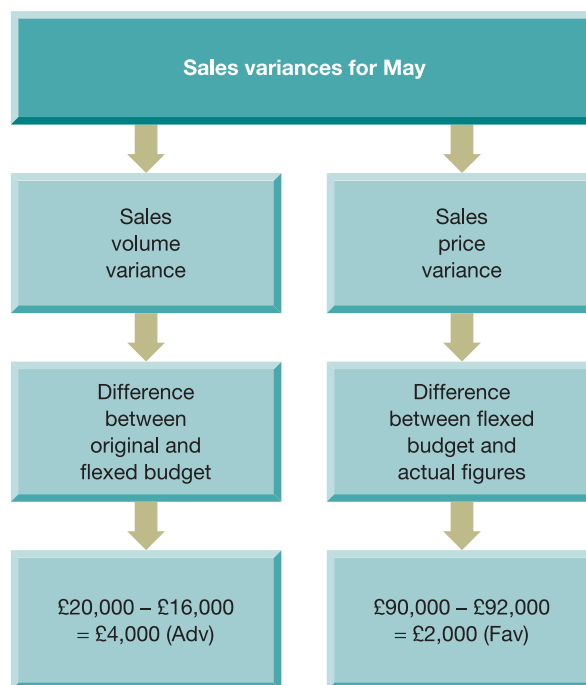 Sales variances for May
Sales
volume
variance
Sales
price
variance
Difference
between
original and
flexed budget
Difference
between flexed
budget and
actual figures
£20,000 – £16,000
= £4,000 (Adv)
£90,000 – £92,000
= £2,000 (Fav)